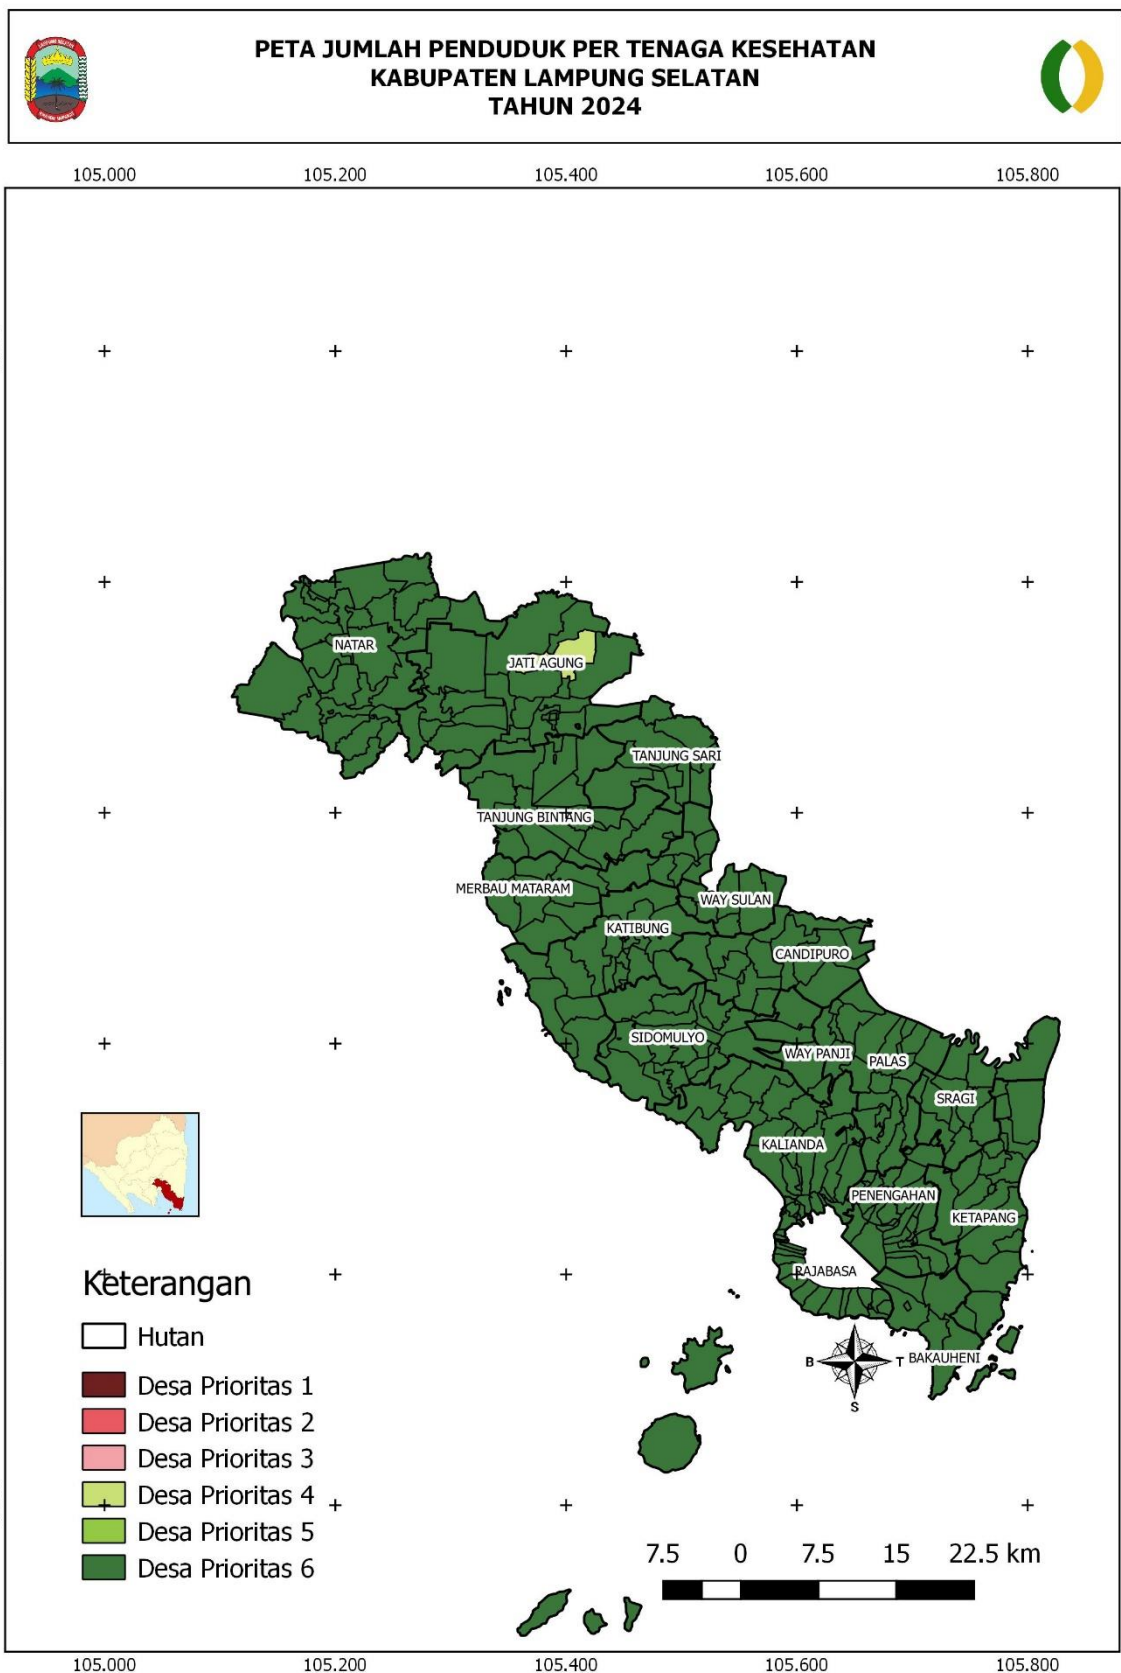 PETA JUMLAH PENDUDUK PER TENAGA KESEHATAN
KABUPATEN LAMPUNG SELATAN
TAHUN 2024
LAMPUNG SELATAN
105.000 105.200 105.400 105.600 105.800
NATAR
JATI AGUNG
TANJUNG SARI
TANJUNG BINTANG
MERBAU MATARAM
WAY SULAN
KATIBUNG
CANDIPURO
SIDOMULYO
WAY PANJI
PALAS
SRAGI
KALIANDA
PENENGAHAN
KETAPANG
RAJABASA
BAKAUHENI
B T
S
Keterangan
Hutan
Desa Prioritas 1
Desa Prioritas 2
Desa Prioritas 3
Desa Prioritas 4
Desa Prioritas 5
Desa Prioritas 6
7.5 0 7.5 15 22.5 km
105.000 105.200 105.400 105.600 105.800